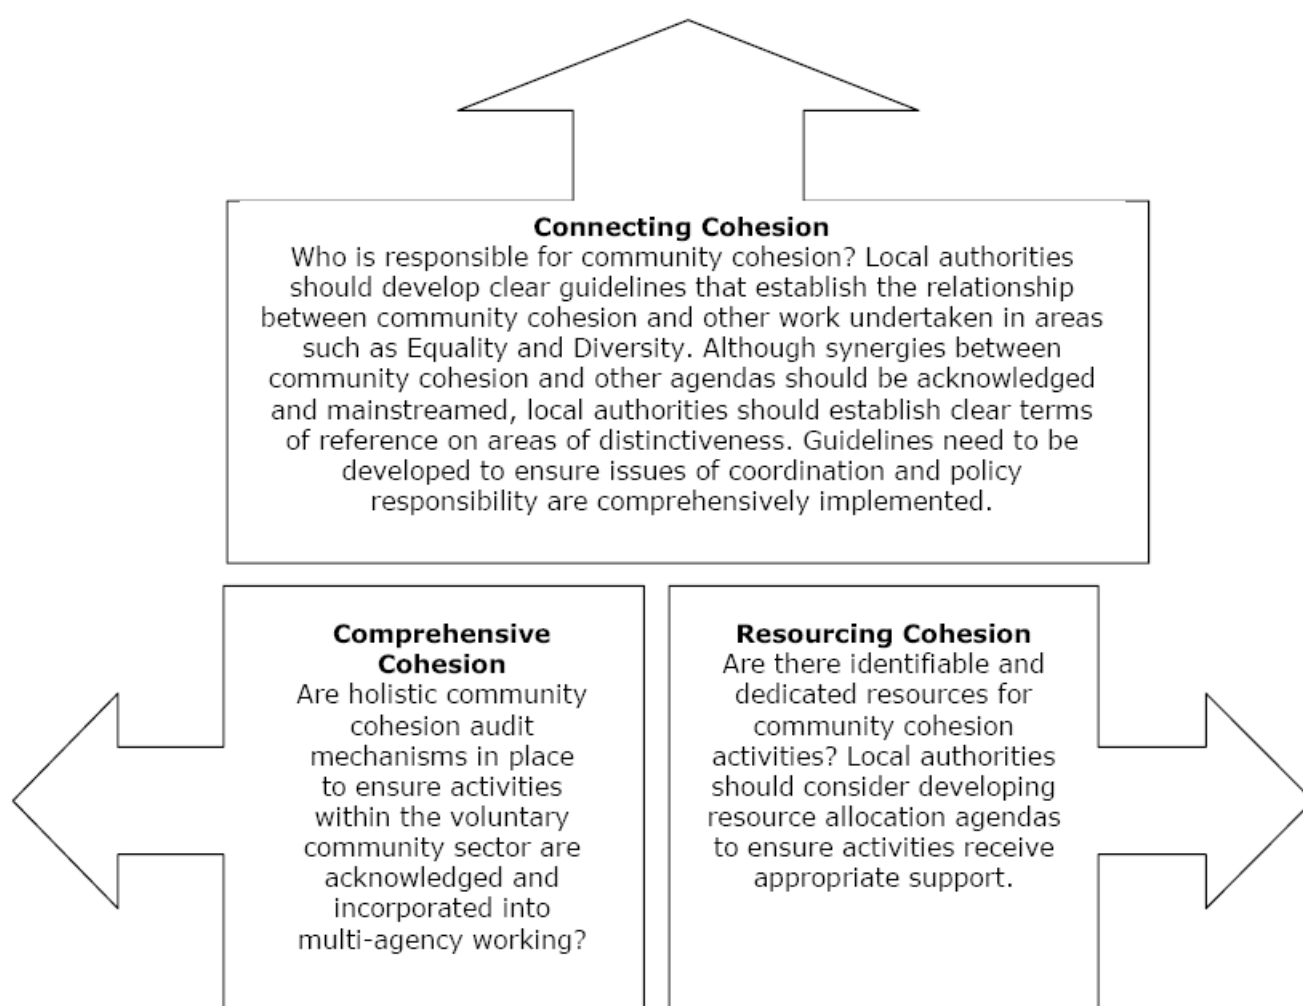 Connecting Cohesion
Who is responsible for community cohesion? Local authorities
should develop clear guidelines that establish the relationship
between community cohesion and other work undertaken in areas
such as Equality and Diversity. Although synergies between
community cohesion and other agendas should be acknowledged
and mainstreamed, local authorities should establish clear terms
of reference on areas of distinctiveness. Guidelines need to be
developed to ensure issues of coordination and policy
responsibility are comprehensively implemented.
Comprehensive
Cohesion
Are holistic community
cohesion audit
mechanisms in place
to ensure activities
within the voluntary
community sector are
acknowledged and
incorporated into
multi-agency working?
Resourcing Cohesion
Are there identifiable and
dedicated resources for
community cohesion
activities? Local authorities
should consider developing
resource allocation agendas
to ensure activities receive
appropriate support.